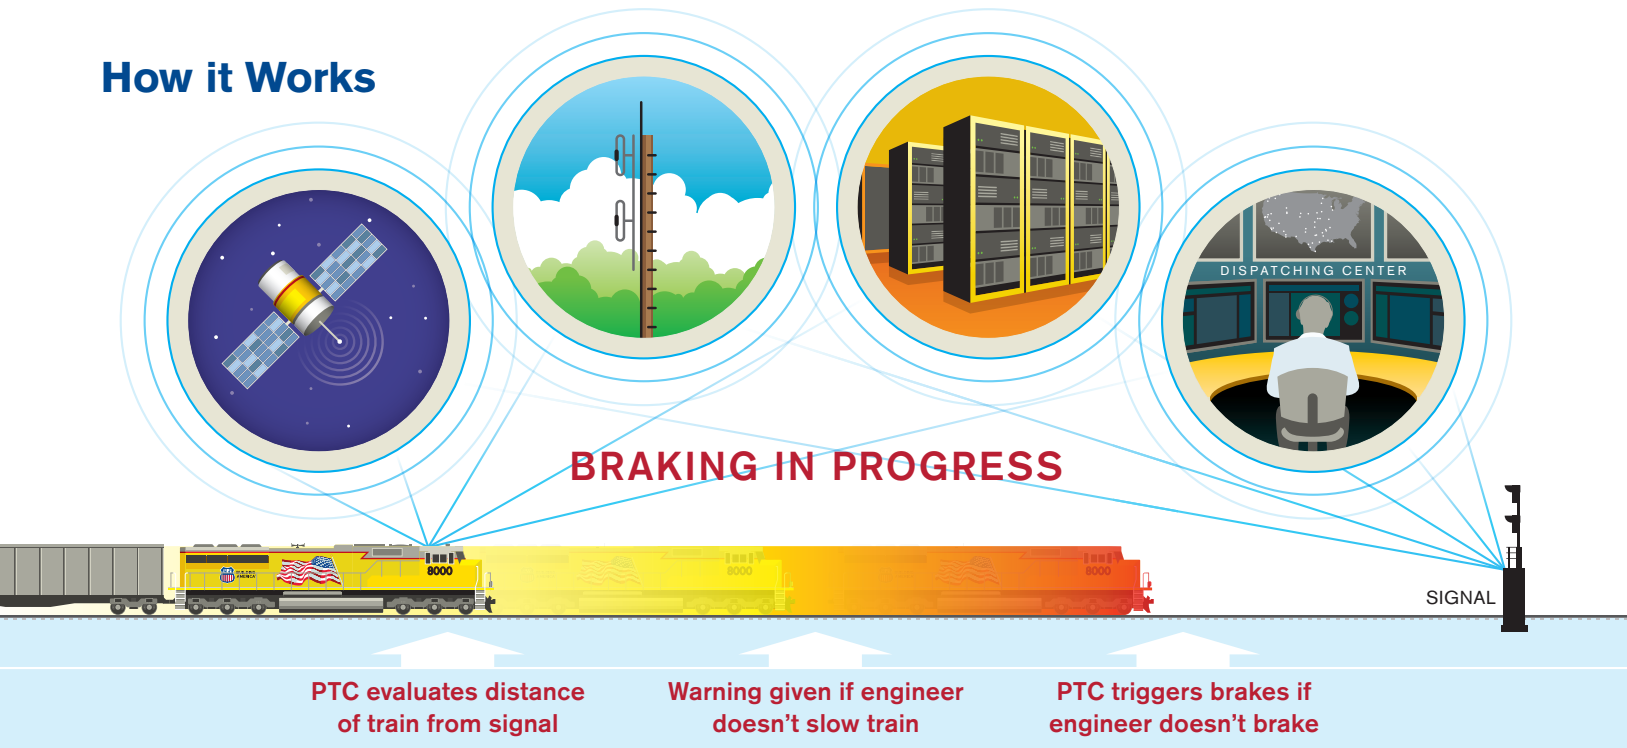 How it Works
DISPATCHING CENTER
BRAKING IN PROGRESS
8000
8000
8000
SIGNAL
PTC evaluates distance
of train from signal
Warning given if engineer
doesn't slow train
PTC triggers brakes if
engineer doesn't brake